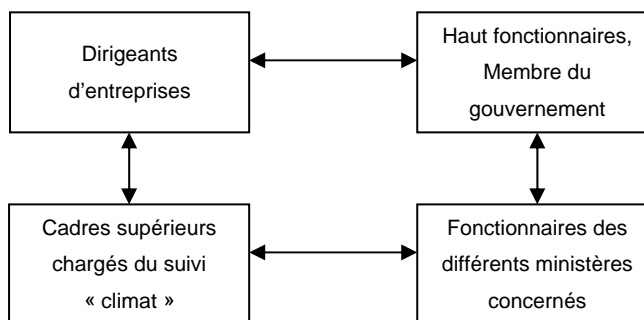 Dirigeants
d'entreprises
Haut fonctionnaires,
Membre du
gouvernement
Cadres supérieurs
chargés du suivi
« climat »
Fonctionnaires des
différents ministères
concernés